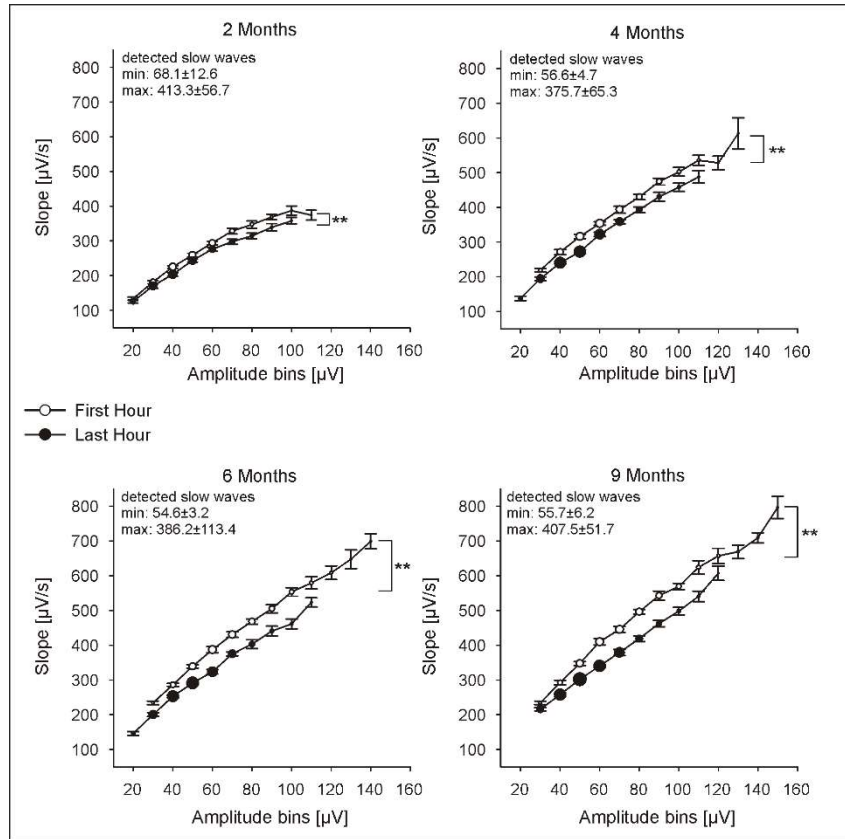 2 Months
detected slow waves
min: 68.1±12.6
max: 413.3±56.7
800
700
600
500
400
300
200
100
Slope [µV/s]
**
20 40 60 80 100 120 140 160
Amplitude bins [µV]
4 Months
detected slow waves
min: 56.6±4.7
max: 375.7±65.3
800
700
600
500
400
300
200
100
Slope [µV/s]
**
20 40 60 80 100 120 140 160
Amplitude bins [µV]
First Hour
Last Hour
6 Months
detected slow waves
min: 54.6±3.2
max: 386.2±113.4
800
700
600
500
400
300
200
100
Slope [µV/s]
**
20 40 60 80 100 120 140 160
Amplitude bins [µV]
9 Months
detected slow waves
min: 55.7±6.2
max: 407.5±51.7
800
700
600
500
400
300
200
100
Slope [µV/s]
**
20 40 60 80 100 120 140 160
Amplitude bins [µV]